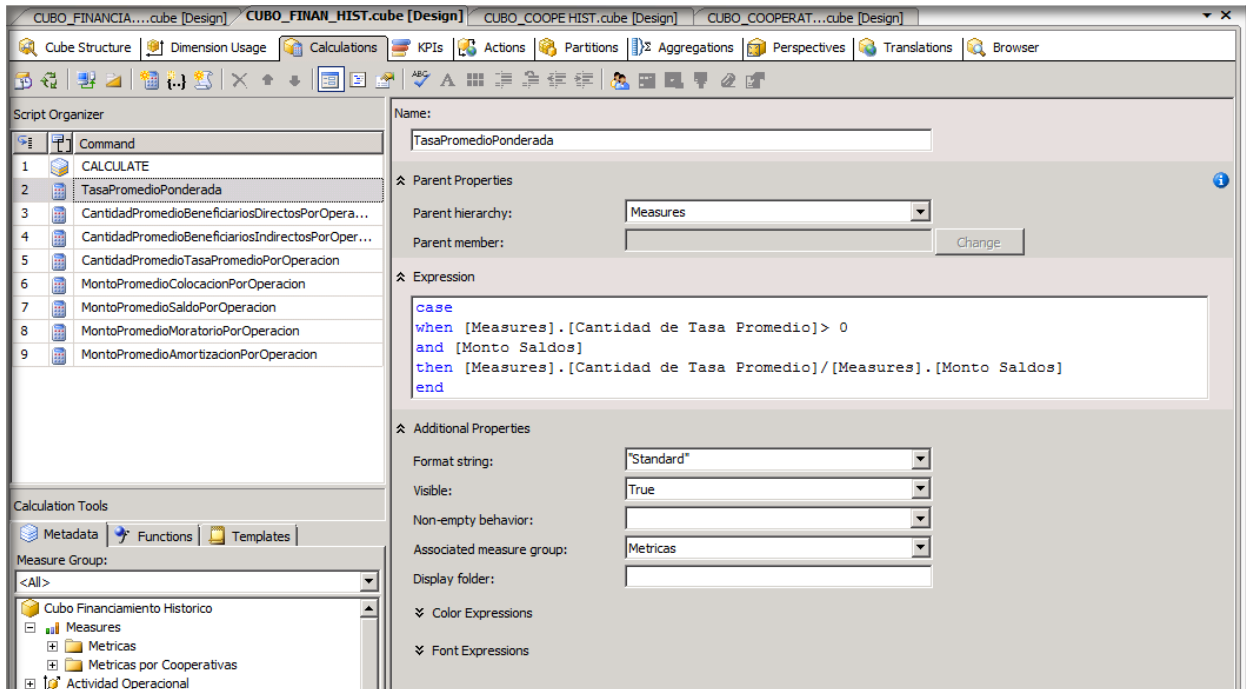 CUBO_FINANCIA....cube [Design]
CUBO_FINAN_HIST.cube [Design]
CUBO_COOPE HIST.cube [Design]
CUBO_COOPERAT...cube [Design]
Cube Structure
Dimension Usage
Calculations
KPIs
Actions
Partitions
Aggregations
Perspectives
Translations
Browser
Script Organizer
Command
1 CALCULATE
2 TasaPromedioPonderada
3 CantidadPromedioBeneficiariosDirectosPorOpera...
4 CantidadPromedioBeneficiariosIndirectosPorOper...
5 CantidadPromedioTasaPromedioPorOperacion
6 MontoPromedioColocacionPorOperacion
7 MontoPromedioSaldoPorOperacion
8 MontoPromedioMoratorioPorOperacion
9 MontoPromedioAmortizacionPorOperacion
Calculation Tools
Metadata
Functions
Templates
Measure Group:
<All>
Cubo Financiamiento Historico
Measures
Metricas
Metricas por Cooperativas
Actividad Operacional
Name:
TasaPromedioPonderada
Parent Properties
Parent hierarchy: Measures
Parent member: Change
Expression
case
when [Measures].[Cantidad de Tasa Promedio]> 0
and [Monto Saldos]
then [Measures].[Cantidad de Tasa Promedio]/[Measures].[Monto Saldos]
end
Additional Properties
Format string: "Standard"
Visible: True
Non-empty behavior:
Associated measure group: Metricas
Display folder:
Color Expressions
Font Expressions